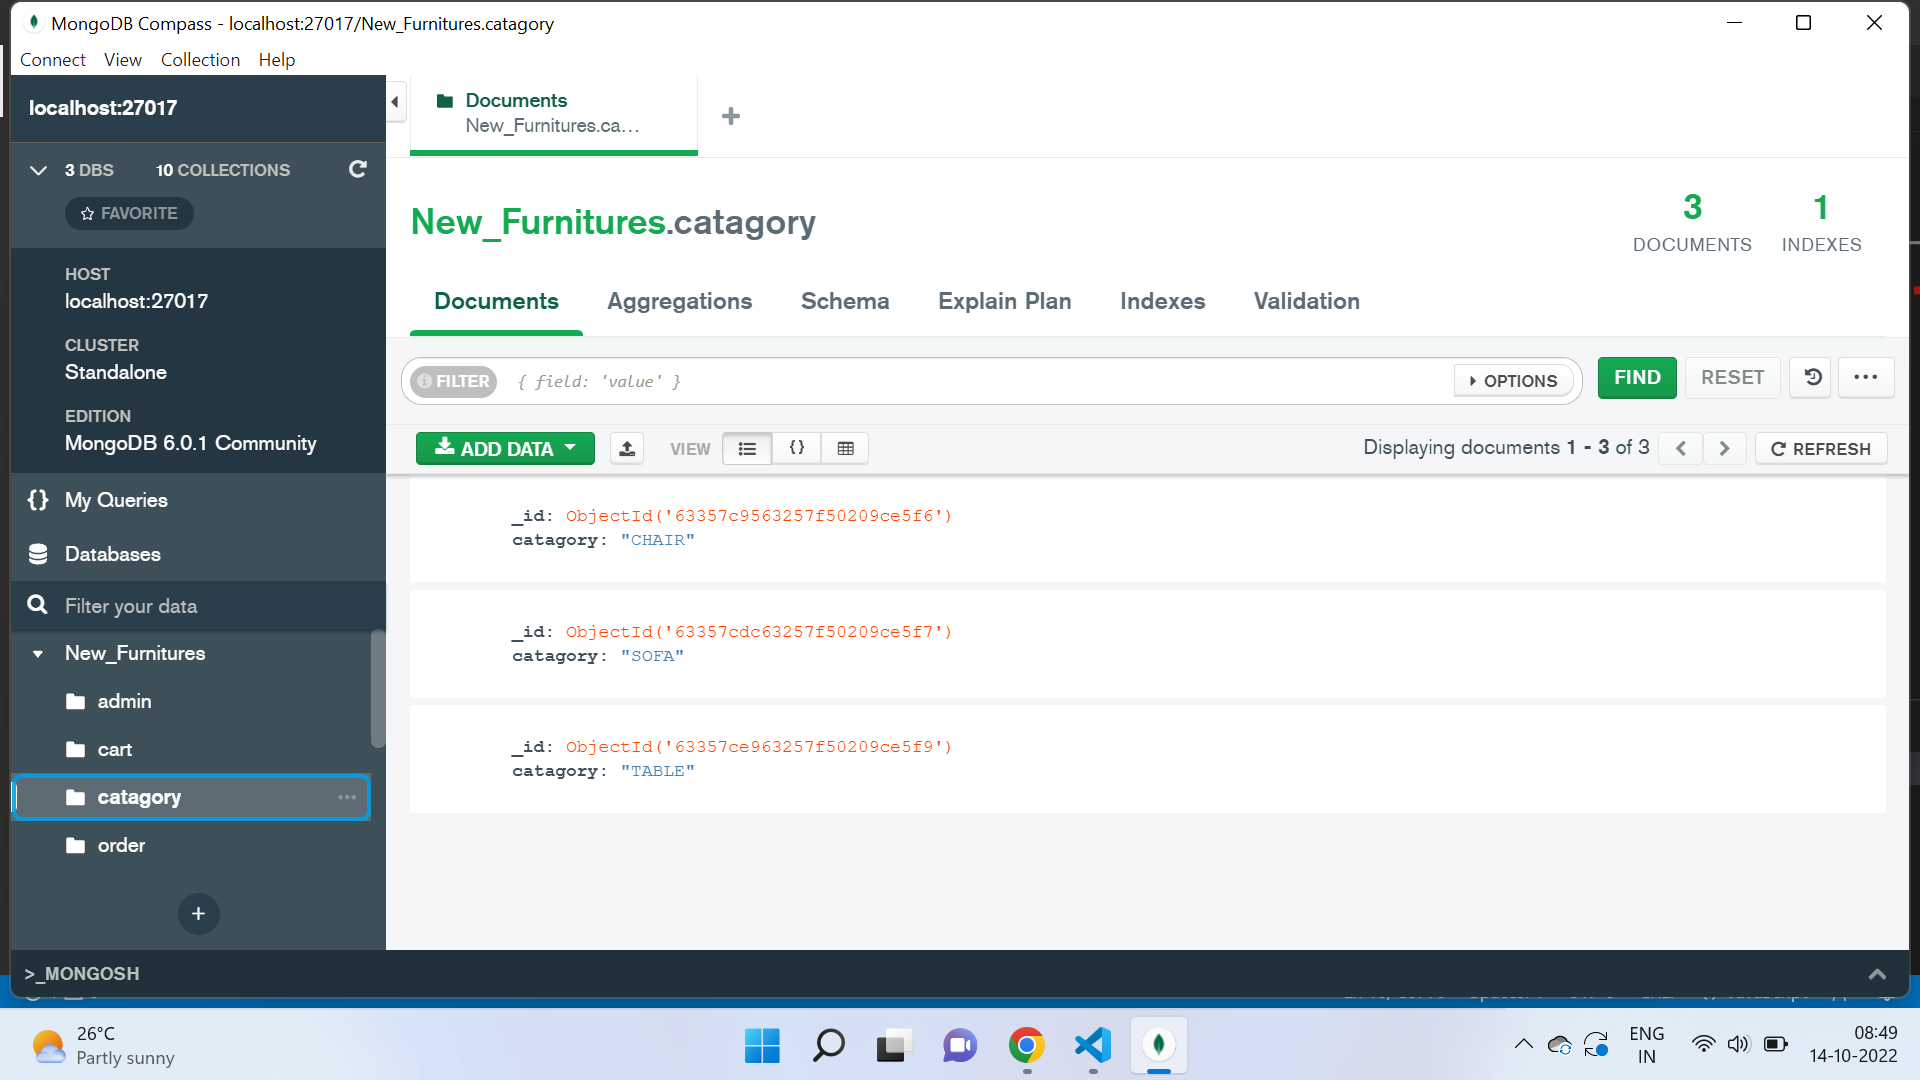 MongoDB Compass - localhost:27017/New_Furnitures.catagory
Connect View Collection Help
localhost:27017
3 DBS 10 COLLECTIONS
FAVORITE
HOST
localhost:27017
CLUSTER
Standalone
EDITION
MongoDB 6.0.1 Community
{} My Queries
Databases
Filter your data
New_Furnitures
admin
cart
catagory
order
+
Documents
New_Furnitures.ca...
+
New_Furnitures.catagory
3
DOCUMENTS
1
INDEXES
Documents Aggregations Schema Explain Plan Indexes Validation
FILTER { field: 'value' } OPTIONS FIND RESET ...
ADD DATA VIEW {} Displaying documents 1 - 3 of 3 < > REFRESH
_id: ObjectId('63357c9563257f50209ce5f6')
catagory: "CHAIR"
_id: ObjectId('63357cdc63257f50209ce5f7')
catagory: "SOFA"
_id: ObjectId('63357ce963257f50209ce5f9')
catagory: "TABLE"
>_MONGOSH
26°C
Partly sunny
ENG
IN
08:49
14-10-2022